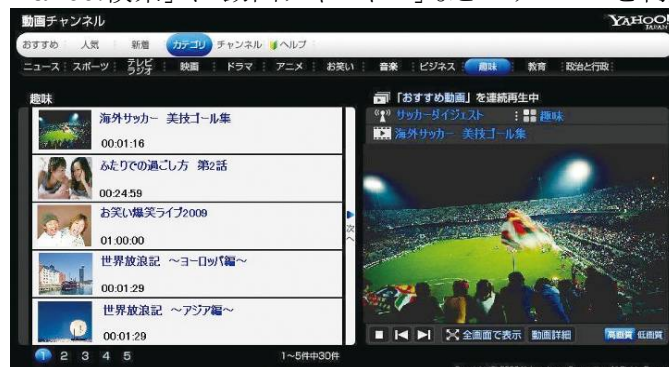 動画チャンネル
YAHOO!
JAPAN
おすすめ 人気 新着 カテゴリ チャンネル ヘルプ
ニュース スポーツ テレビ ラジオ 映画 ドラマ アニメ お笑い 音楽 ビジネス 趣味 教育 政治と行政
趣味
海外サッカー 美技ゴール集
00:01:16
ふたりでの過ごし方 第2話
00:24:59
お笑い爆笑ライブ2009
01:00:00
世界放浪記 ～ヨーロッパ編～
00:01:29
世界放浪記 ～アジア編～
00:01:29
次へ
1 2 3 4 5
1～5件中30件
「おすすめ動画」を連続再生中
サッカーダイジェスト : 趣味
海外サッカー 美技ゴール集
全画面で表示 動画詳細 高画質 低画質